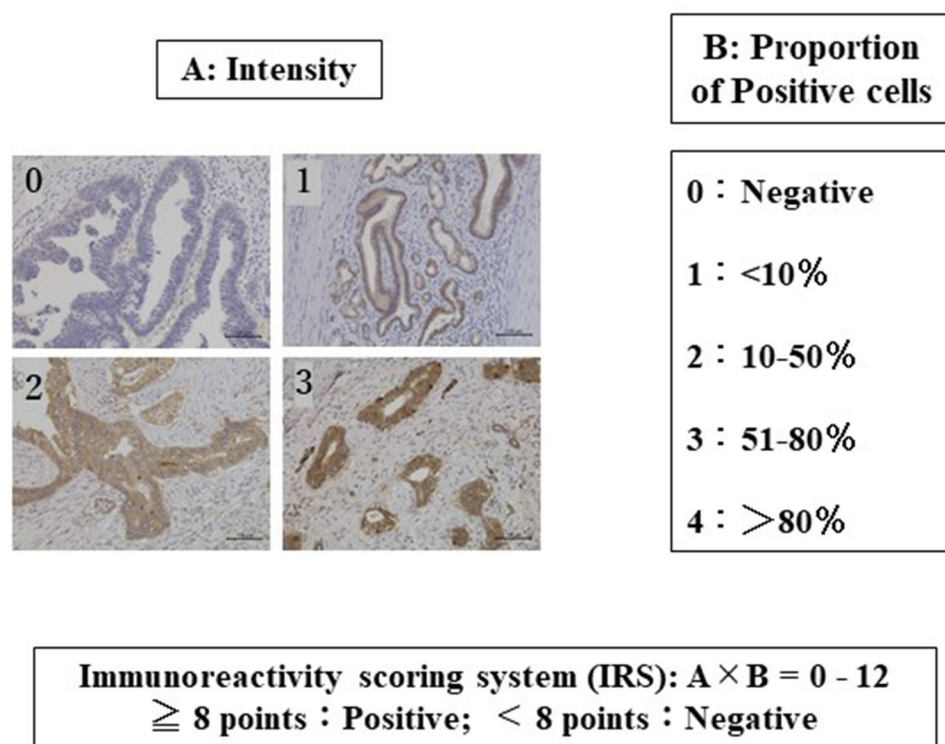 A: Intensity
B: Proportion
of Positive cells
0
1
2
3
0：Negative
1：<10%
2：10-50%
3：51-80%
4：＞80%
Immunoreactivity scoring system (IRS): A×B = 0 - 12
≧ 8 points：Positive; ＜ 8 points：Negative